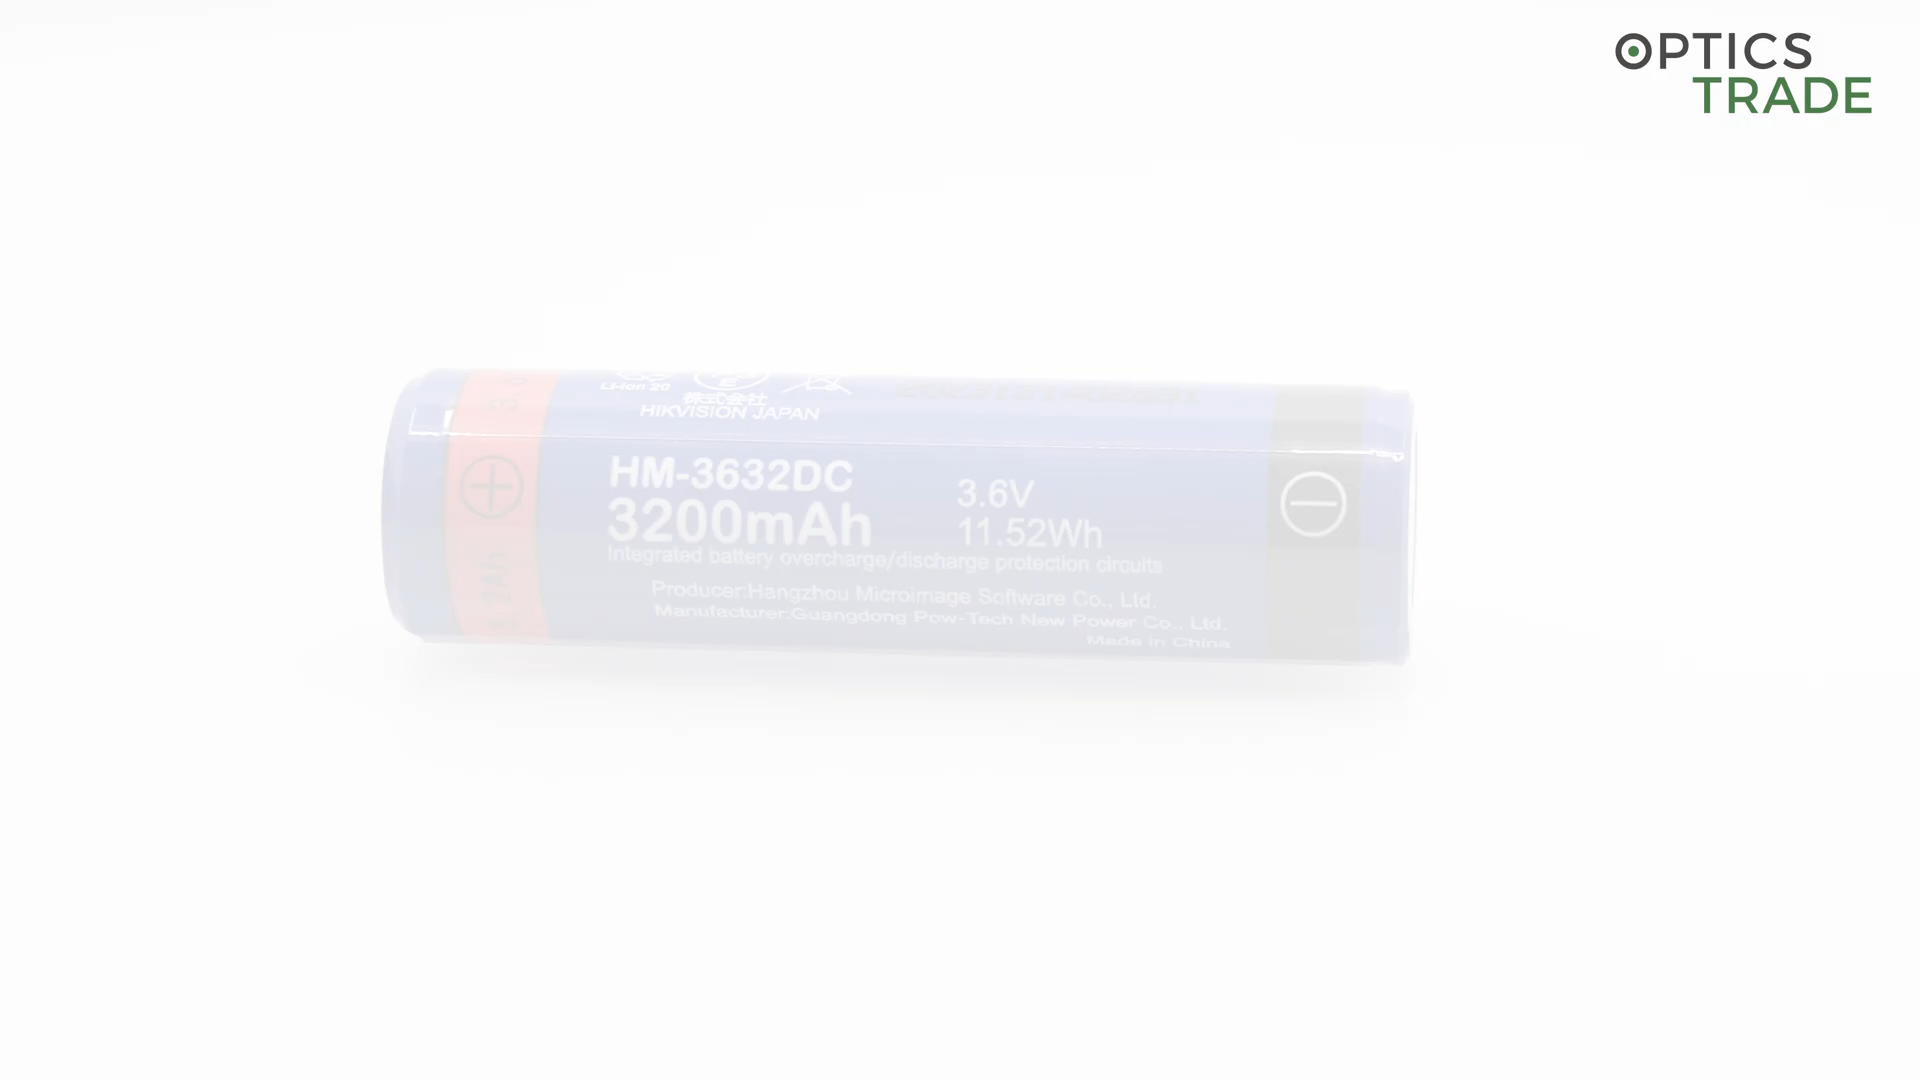 OPTICS
TRADE
Li-ion 20
株式会社
HIKVISION JAPAN
HM-3632DC
3200mAh
3.6V
11.52Wh
Integrated battery overcharge/discharge protection circuits
Producer:Hangzhou Microimage Software Co., Ltd.
Manufacturer:Guangdong Pow-Tech New Power Co., Ltd.
Made in China